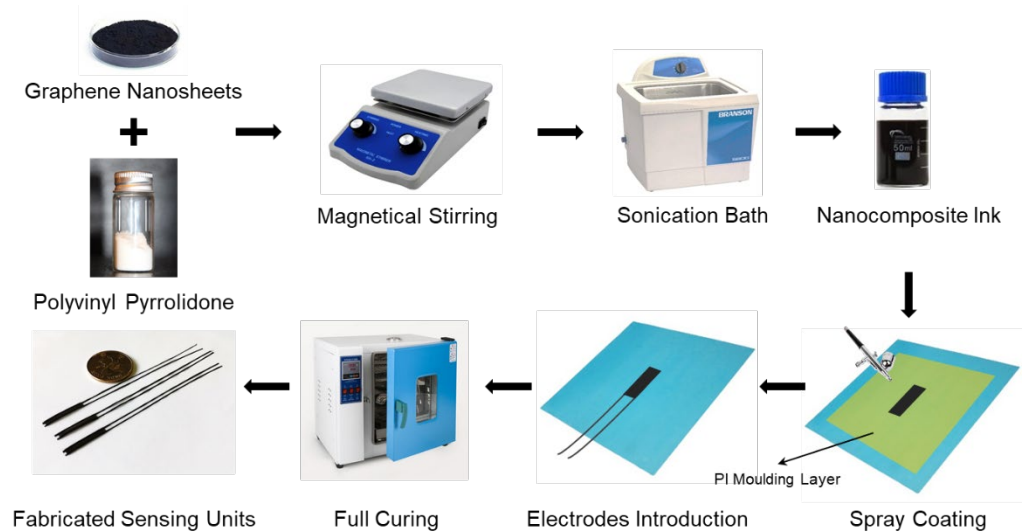 Graphene Nanosheets
+
Polyvinyl Pyrrolidone
Magnetical Stirring
BRANSON
Sonication Bath
50ml
Nanocomposite Ink
PI Moulding Layer
Spray Coating
Electrodes Introduction
Full Curing
Fabricated Sensing Units